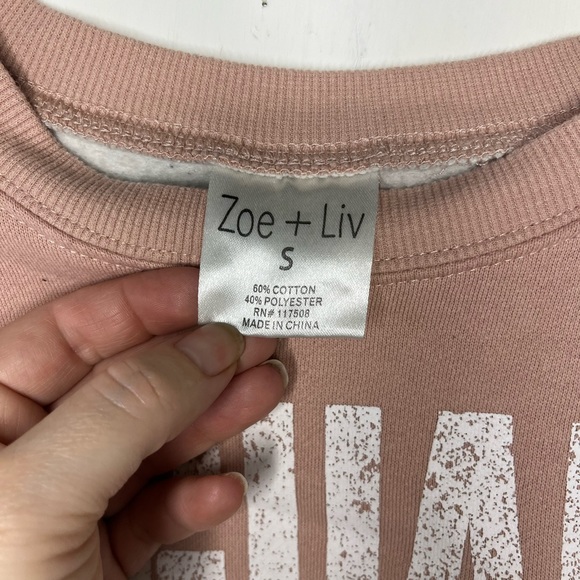 Zoe + Liv
S
60% COTTON
40% POLYESTER
RN# 117508
MADE IN CHINA